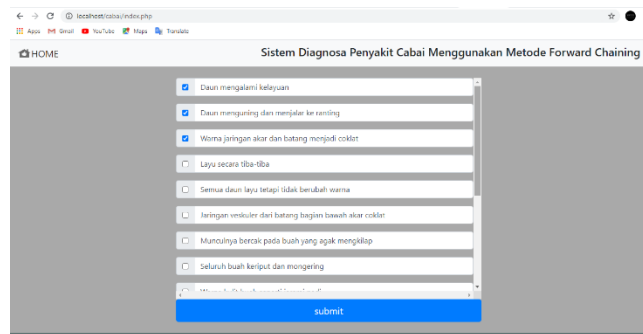 localhost/cabai/index.php
Apps Gmail YouTube Maps Translate
HOME Sistem Diagnosa Penyakit Cabai Menggunakan Metode Forward Chaining
Daun mengalami kelayuan
Daun menguning dan menjalar ke ranting
Warna jaringan akar dan batang menjadi coklat
Layu secara tiba-tiba
Semua daun layu tetapi tidak berubah warna
Jaringan veskuler dari batang bagian bawah akar coklat
Munculnya bercak pada buah yang agak mengkilap
Seluruh buah keriput dan mongering
submit